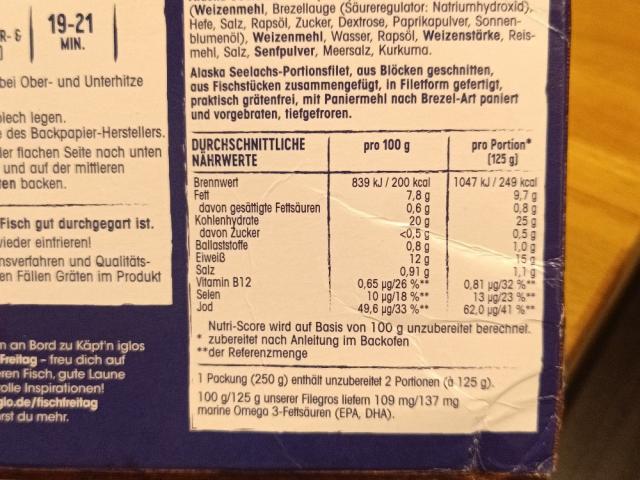 (Weizenmehl, Brezellauge (Säureregulator: Natriumhydroxid),
Hefe, Salz, Rapsöl, Zucker, Dextrose, Paprikapulver, Sonnen-
blumenöl), Weizenmehl, Wasser, Rapsöl, Weizenstärke, Reis-
mehl, Salz, Senfpulver, Meersalz, Kurkuma.
Alaska Seelachs-Portionsfilet, aus Blöcken geschnitten,
aus Fischstücken zusammengefügt, in Filetform gefertigt,
praktisch grätenfrei, mit Paniermehl nach Brezel-Art paniert
und vorgebraten, tiefgefroren.
DURCHSCHNITTLICHE NÄHRWERTE pro 100 g pro Portion* (125 g)
Brennwert 839 kJ / 200 kcal 1047 kJ / 249 kcal
Fett 7,8 g 9,7 g
davon gesättigte Fettsäuren 0,6 g 0,8 g
Kohlenhydrate 20 g 25 g
davon Zucker <0,5 g 0,5 g
Ballaststoffe 0,8 g 1,0 g
Eiweiß 12 g 15 g
Salz 0,91 g 1,1 g
Vitamin B12 0,65 µg/26 %** 0,81 µg/32 %**
Selen 10 µg/18 %** 13 µg/23 %**
Jod 49,6 µg/33 %** 62,0 µg/41 %**
Nutri-Score wird auf Basis von 100 g unzubereitet berechnet.
* zubereitet nach Anleitung im Backofen
**der Referenzmenge
1 Packung (250 g) enthält unzubereitet 2 Portionen (à 125 g).
100 g/125 g unserer Filegros liefern 109 mg/137 mg
marine Omega 3-Fettsäuren (EPA, DHA).
R- &
19-21
MIN.
bei Ober- und Unterhitze
blech legen.
des Backpapier-Herstellers.
der flachen Seite nach unten
und auf der mittleren
ten backen.
Fisch gut durchgegart ist.
wieder einfrieren!
nsverfahren und Qualitäts-
en Fällen Gräten im Produkt
n an Bord zu Käpt'n iglos
Freitag – freu dich auf
ren Fisch, gute Laune
olle Inspirationen!
glo.de/fischfreitag
rst du mehr.